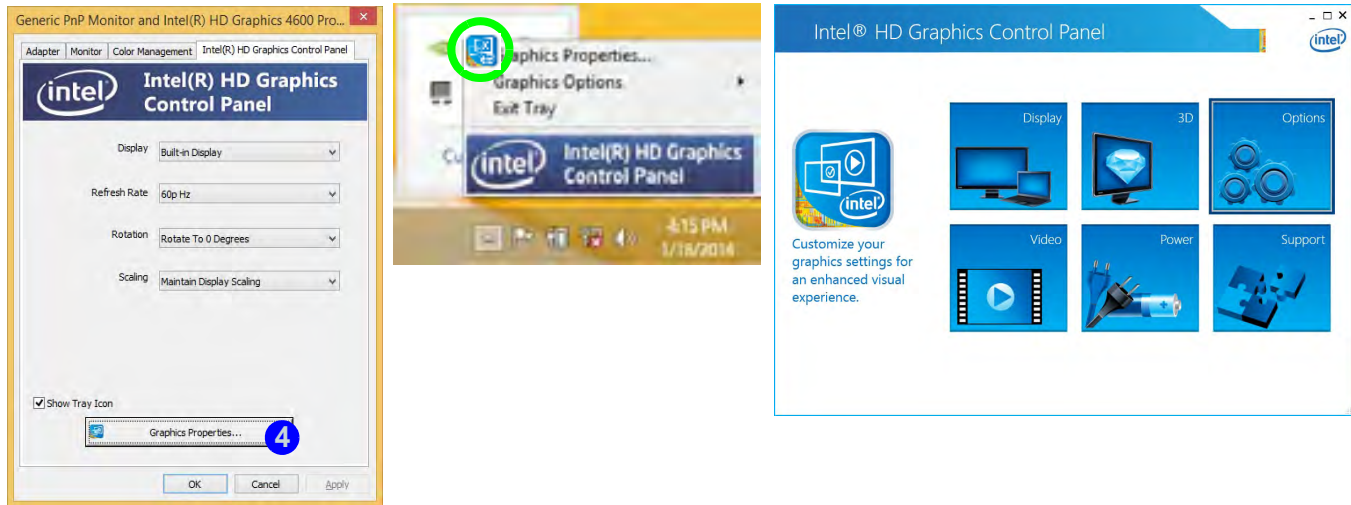 Generic PnP Monitor and Intel(R) HD Graphics 4600 Pro...
Adapter
Monitor
Color Management
Intel(R) HD Graphics Control Panel
intel
Intel(R) HD Graphics
Control Panel
Display
Built-in Display
Refresh Rate
60p Hz
Rotation
Rotate To 0 Degrees
Scaling
Maintain Display Scaling
Show Tray Icon
Graphics Properties...
4
OK
Cancel
Apply
aphics Properties...
Graphics Options
Exit Tray
Cu
intel
Intel(R) HD Graphics
Control Panel
4:15 PM
1/18/2014
Intel® HD Graphics Control Panel
intel
intel
Customize your
graphics settings for
an enhanced visual
experience.
Display
3D
Options
Video
Power
Support